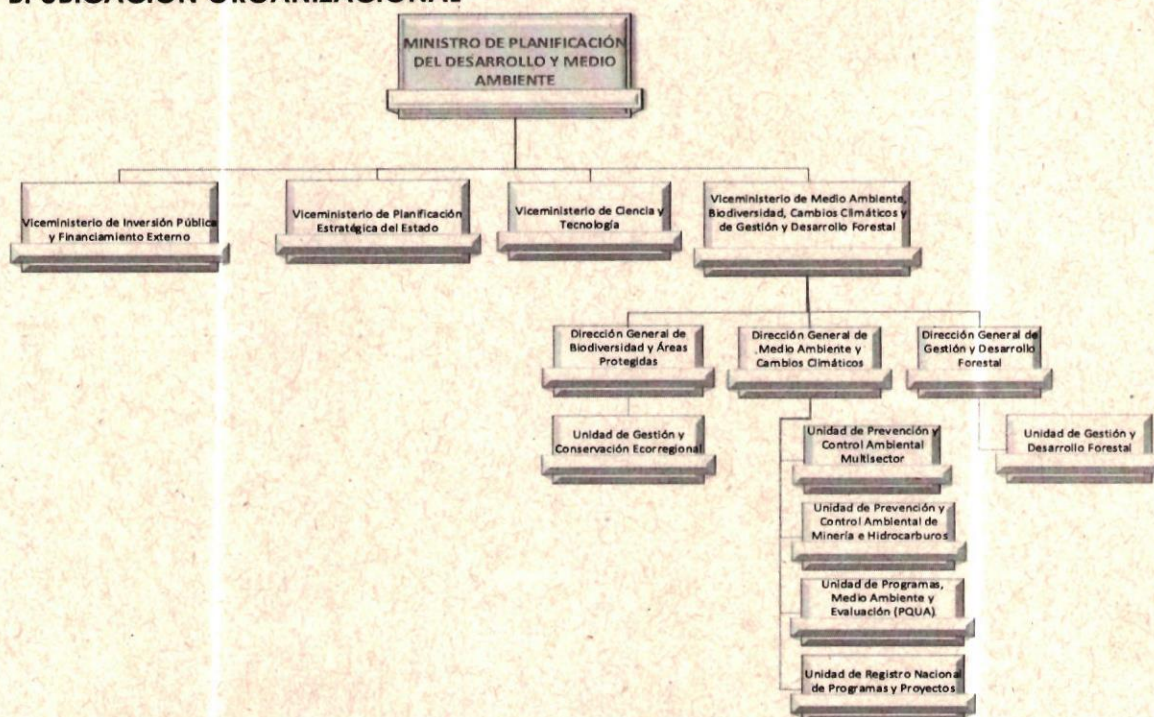 B. UBICACIÓN ORGANIZACIONAL
MINISTRO DE PLANIFICACIÓN
DEL DESARROLLO Y MEDIO
AMBIENTE
Viceministerio de Inversión Pública
y Financiamiento Externo
Viceministerio de Planificación
Estratégica del Estado
Viceministerio de Ciencia y
Tecnología
Viceministerio de Medio Ambiente,
Biodiversidad, Cambios Climáticos y
de Gestión y Desarrollo Forestal
Dirección General de
Biodiversidad y Áreas
Protegidas
Dirección General de
Medio Ambiente y
Cambios Climáticos
Dirección General de
Gestión y Desarrollo
Forestal
Unidad de Gestión y
Conservación Ecorregional
Unidad de Prevención y
Control Ambiental
Multisector
Unidad de Gestión y
Desarrollo Forestal
Unidad de Prevención y
Control Ambiental de
Minería e Hidrocarburos
Unidad de Programas,
Medio Ambiente y
Evaluación (PQUA)
Unidad de Registro Nacional
de Programas y Proyectos